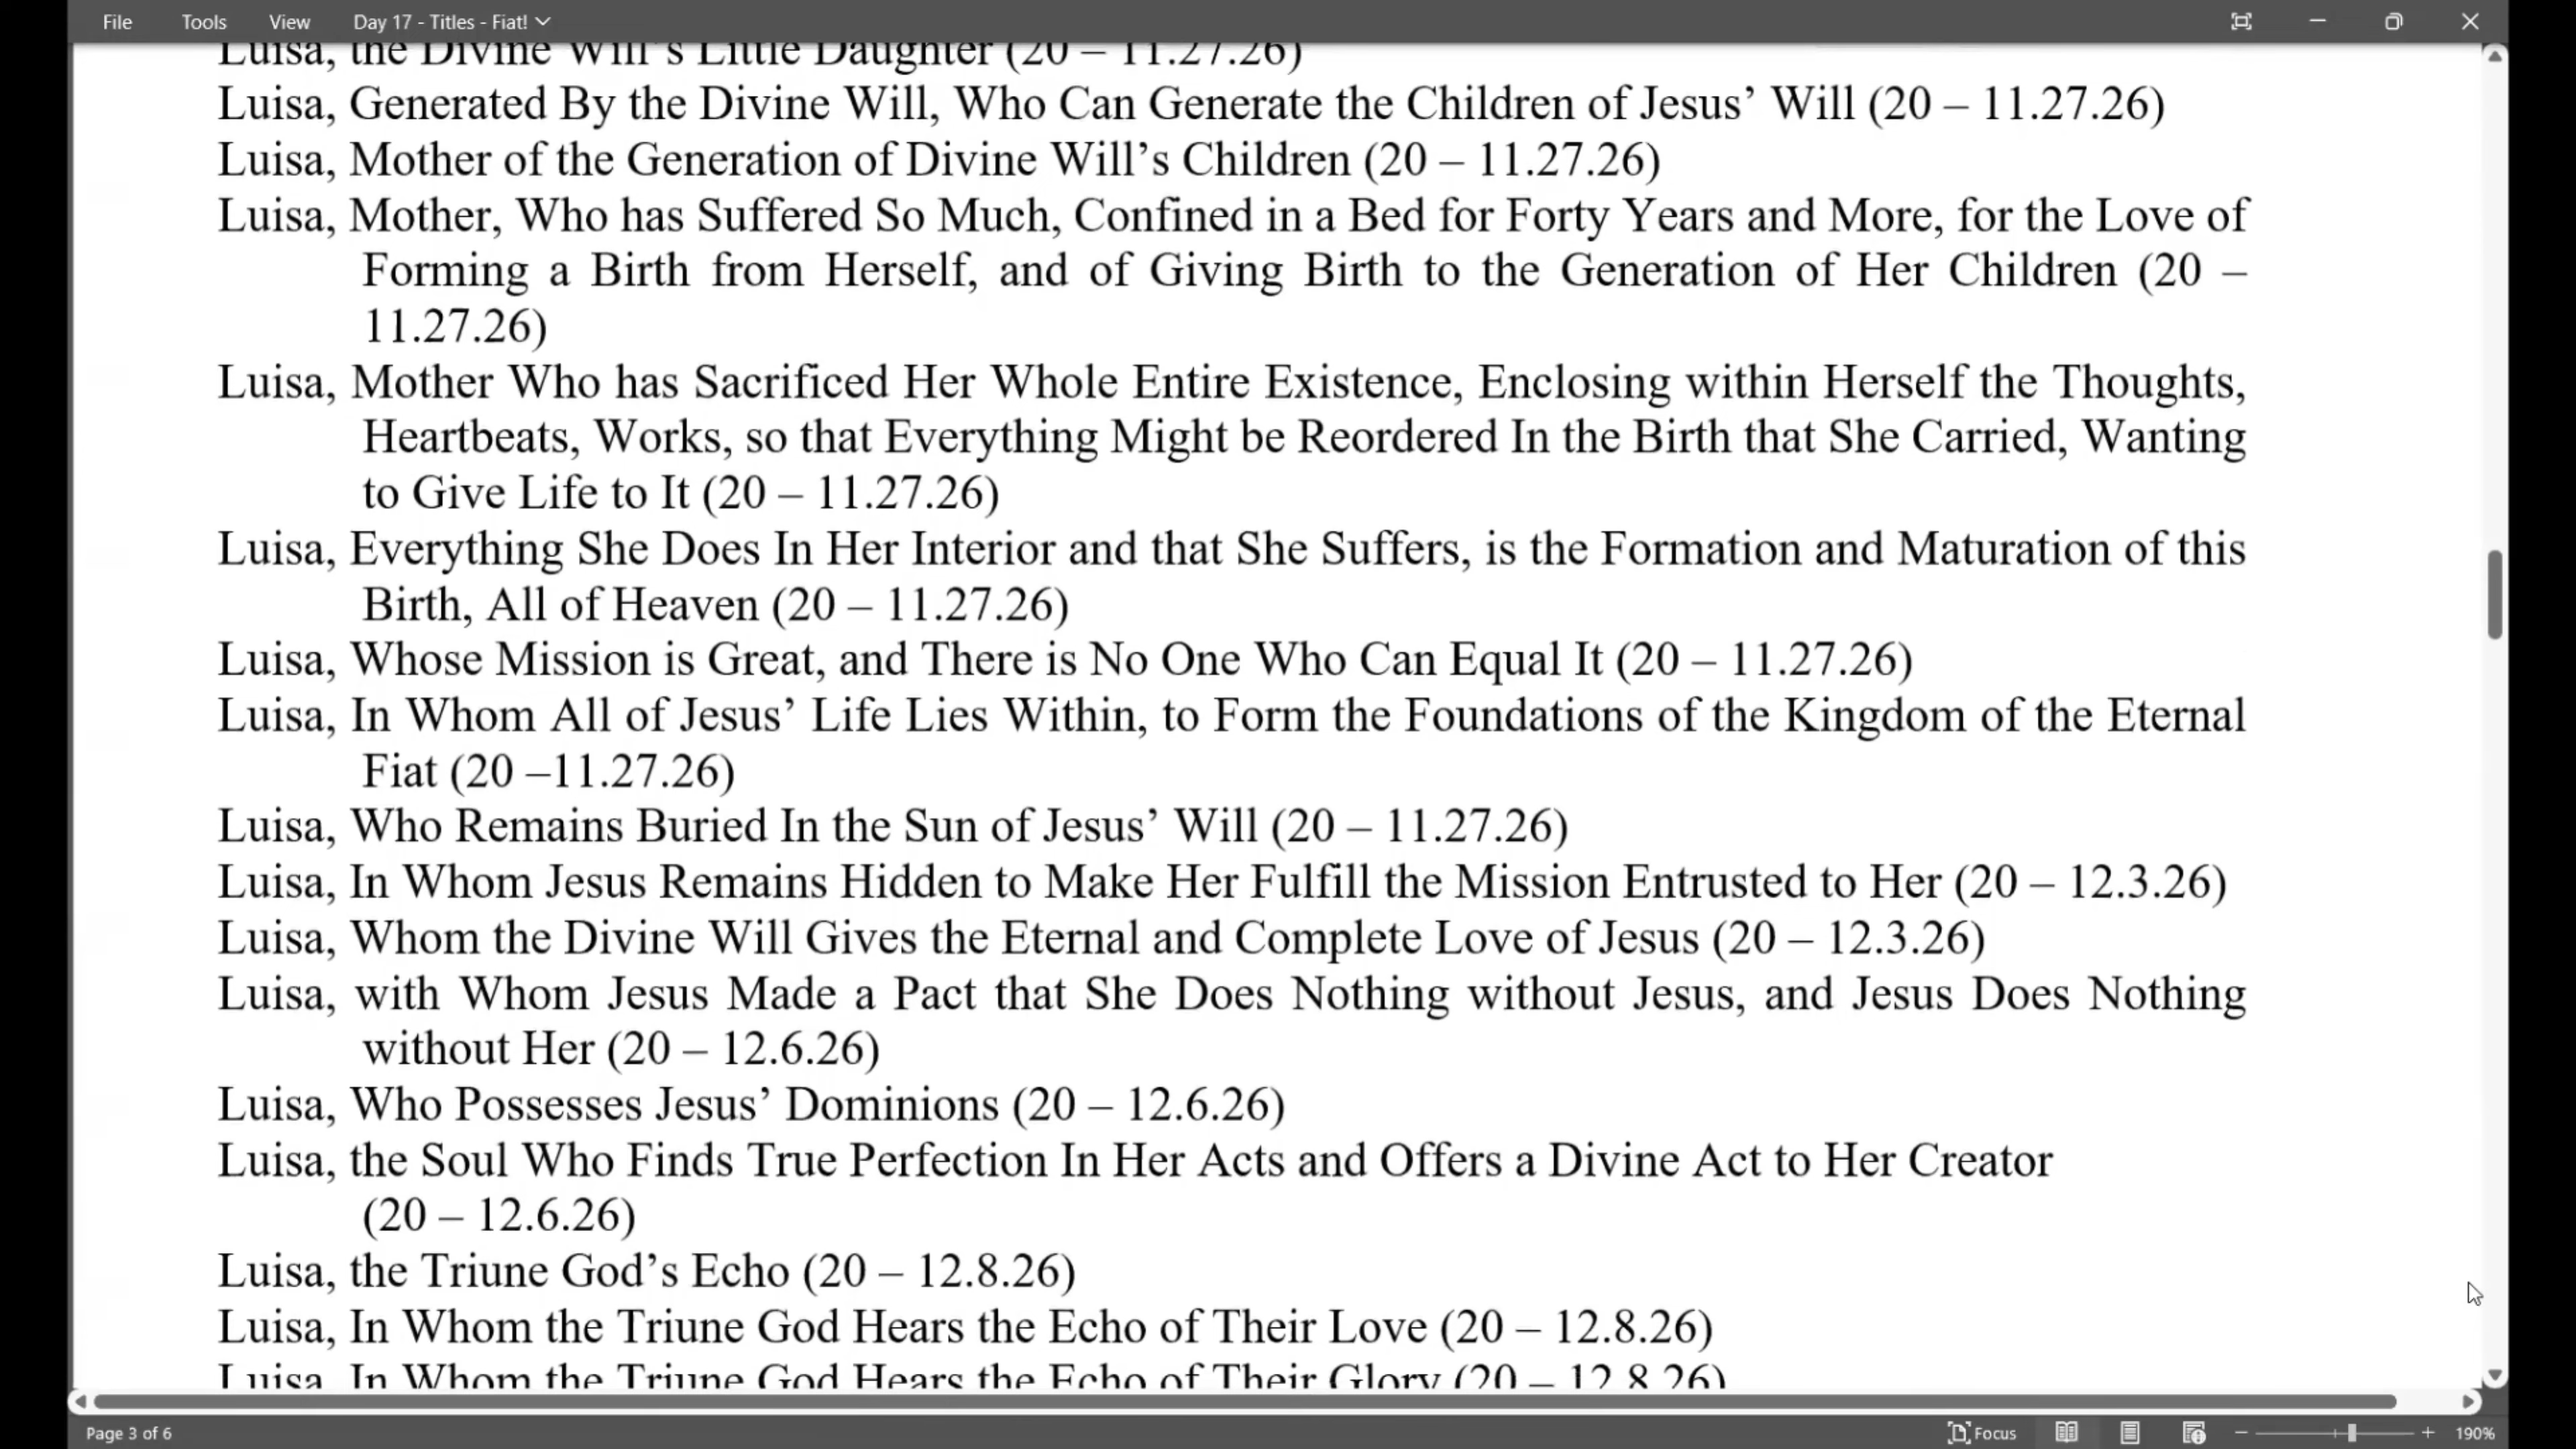 File Tools View Day 17 - Titles - Fiat!
Luisa, the Divine Will’s Little Daughter (20 – 11.27.26)
Luisa, Generated By the Divine Will, Who Can Generate the Children of Jesus’ Will (20 – 11.27.26)
Luisa, Mother of the Generation of Divine Will’s Children (20 – 11.27.26)
Luisa, Mother, Who has Suffered So Much, Confined in a Bed for Forty Years and More, for the Love of
Forming a Birth from Herself, and of Giving Birth to the Generation of Her Children (20 –
11.27.26)
Luisa, Mother Who has Sacrificed Her Whole Entire Existence, Enclosing within Herself the Thoughts,
Heartbeats, Works, so that Everything Might be Reordered In the Birth that She Carried, Wanting
to Give Life to It (20 – 11.27.26)
Luisa, Everything She Does In Her Interior and that She Suffers, is the Formation and Maturation of this
Birth, All of Heaven (20 – 11.27.26)
Luisa, Whose Mission is Great, and There is No One Who Can Equal It (20 – 11.27.26)
Luisa, In Whom All of Jesus’ Life Lies Within, to Form the Foundations of the Kingdom of the Eternal
Fiat (20 –11.27.26)
Luisa, Who Remains Buried In the Sun of Jesus’ Will (20 – 11.27.26)
Luisa, In Whom Jesus Remains Hidden to Make Her Fulfill the Mission Entrusted to Her (20 – 12.3.26)
Luisa, Whom the Divine Will Gives the Eternal and Complete Love of Jesus (20 – 12.3.26)
Luisa, with Whom Jesus Made a Pact that She Does Nothing without Jesus, and Jesus Does Nothing
without Her (20 – 12.6.26)
Luisa, Who Possesses Jesus’ Dominions (20 – 12.6.26)
Luisa, the Soul Who Finds True Perfection In Her Acts and Offers a Divine Act to Her Creator
(20 – 12.6.26)
Luisa, the Triune God’s Echo (20 – 12.8.26)
Luisa, In Whom the Triune God Hears the Echo of Their Love (20 – 12.8.26)
Luisa, In Whom the Triune God Hears the Echo of Their Glory (20 – 12.8.26)
Page 3 of 6 Focus 190%